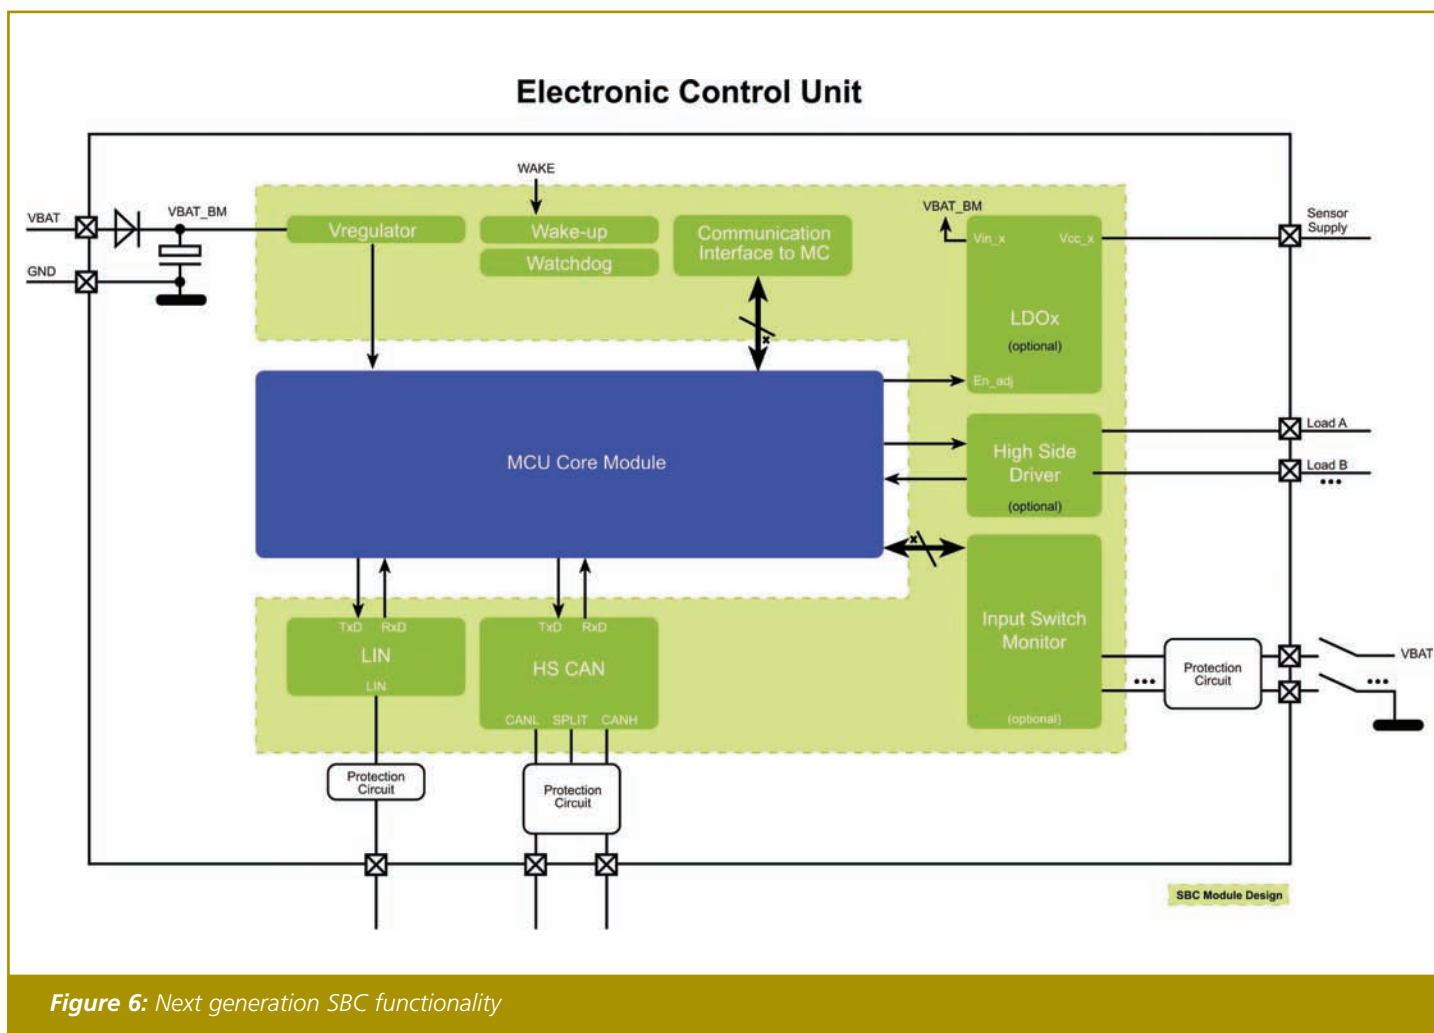 Electronic Control Unit
WAKE
VBAT
VBAT_BM
Vregulator
Wake-up
Watchdog
Communication
Interface to MC
VBAT_BM
Vin_x
Vcc_x
Sensor
Supply
GND
LDOx
(optional)
En_adj
MCU Core Module
High Side
Driver
(optional)
Load A
Load B
•••
x
x
TxD RxD
LIN
LIN
TxD RxD
HS CAN
CANL SPLIT CANH
Input Switch
Monitor
(optional)
•••
Protection
Circuit
VBAT
•••
Protection
Circuit
Protection
Circuit
SBC Module Design
Figure 6: Next generation SBC functionality